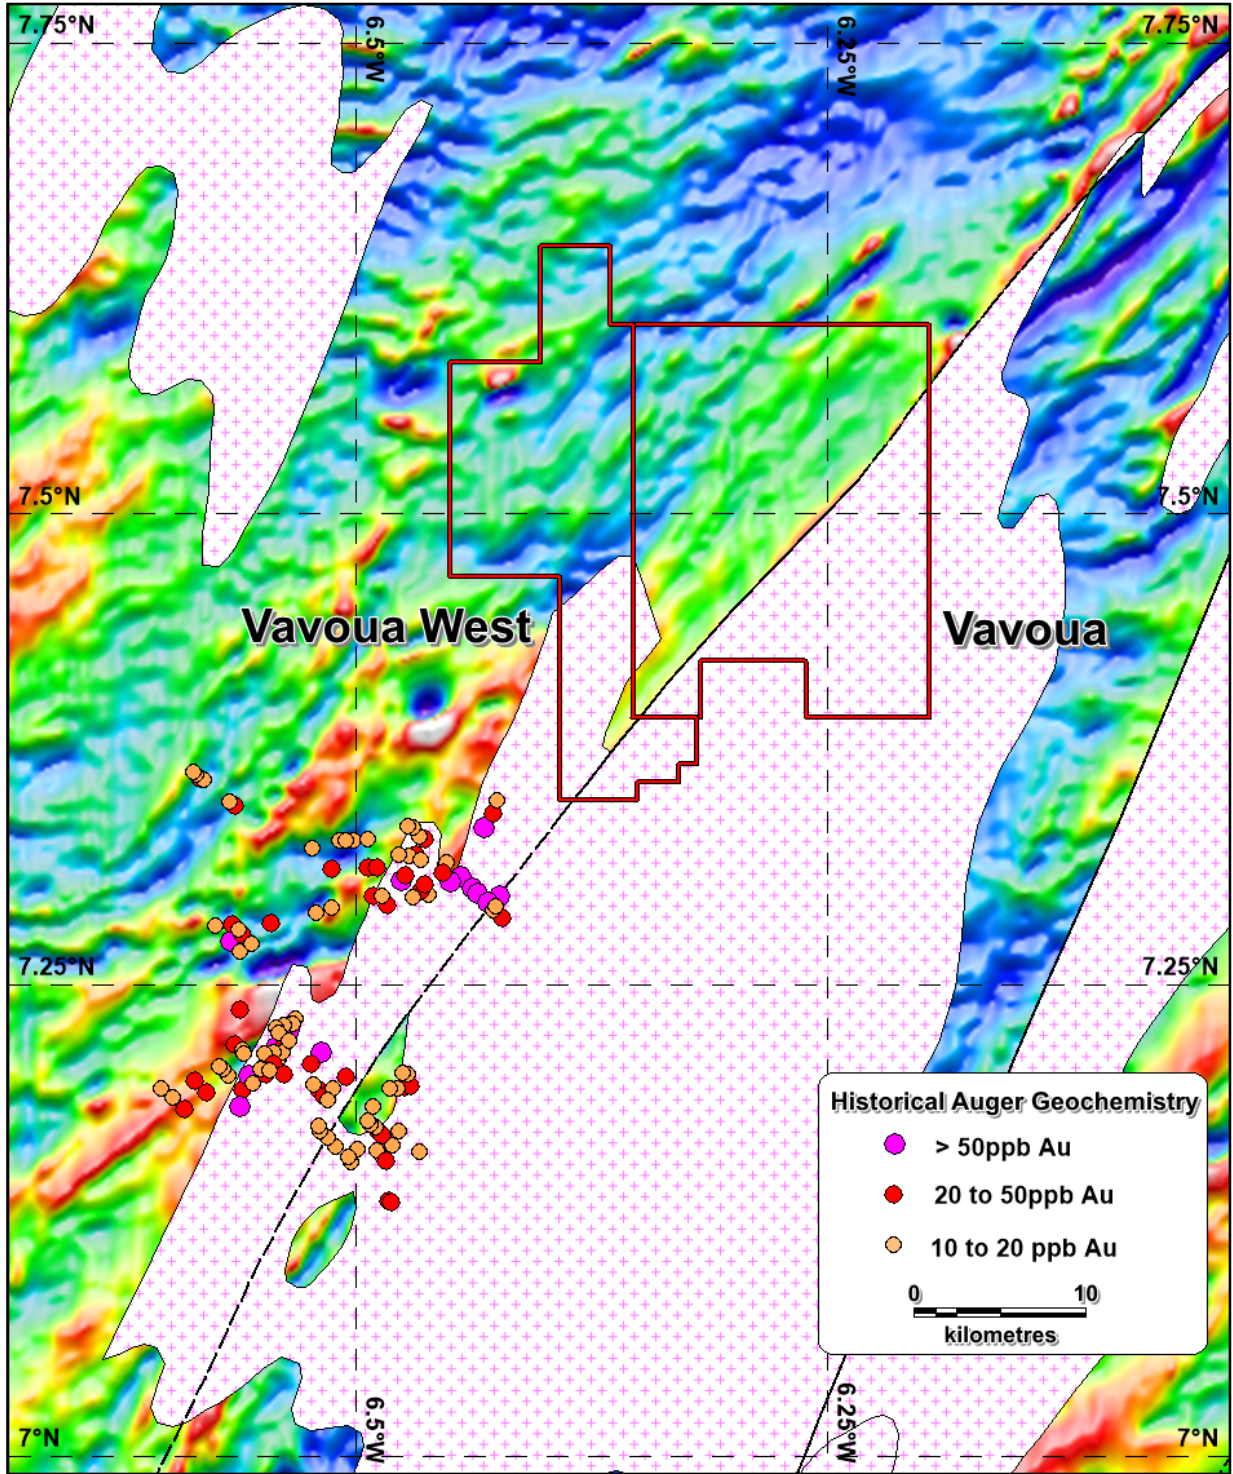 7.75°N
6.5°W
6.25°W
7.75°N
7.5°N
7.5°N
Vavoua West
Vavoua
7.25°N
7.25°N
Historical Auger Geochemistry
> 50ppb Au
20 to 50ppb Au
10 to 20 ppb Au
0 10
kilometres
6.5°W
6.25°W
7°N
7°N